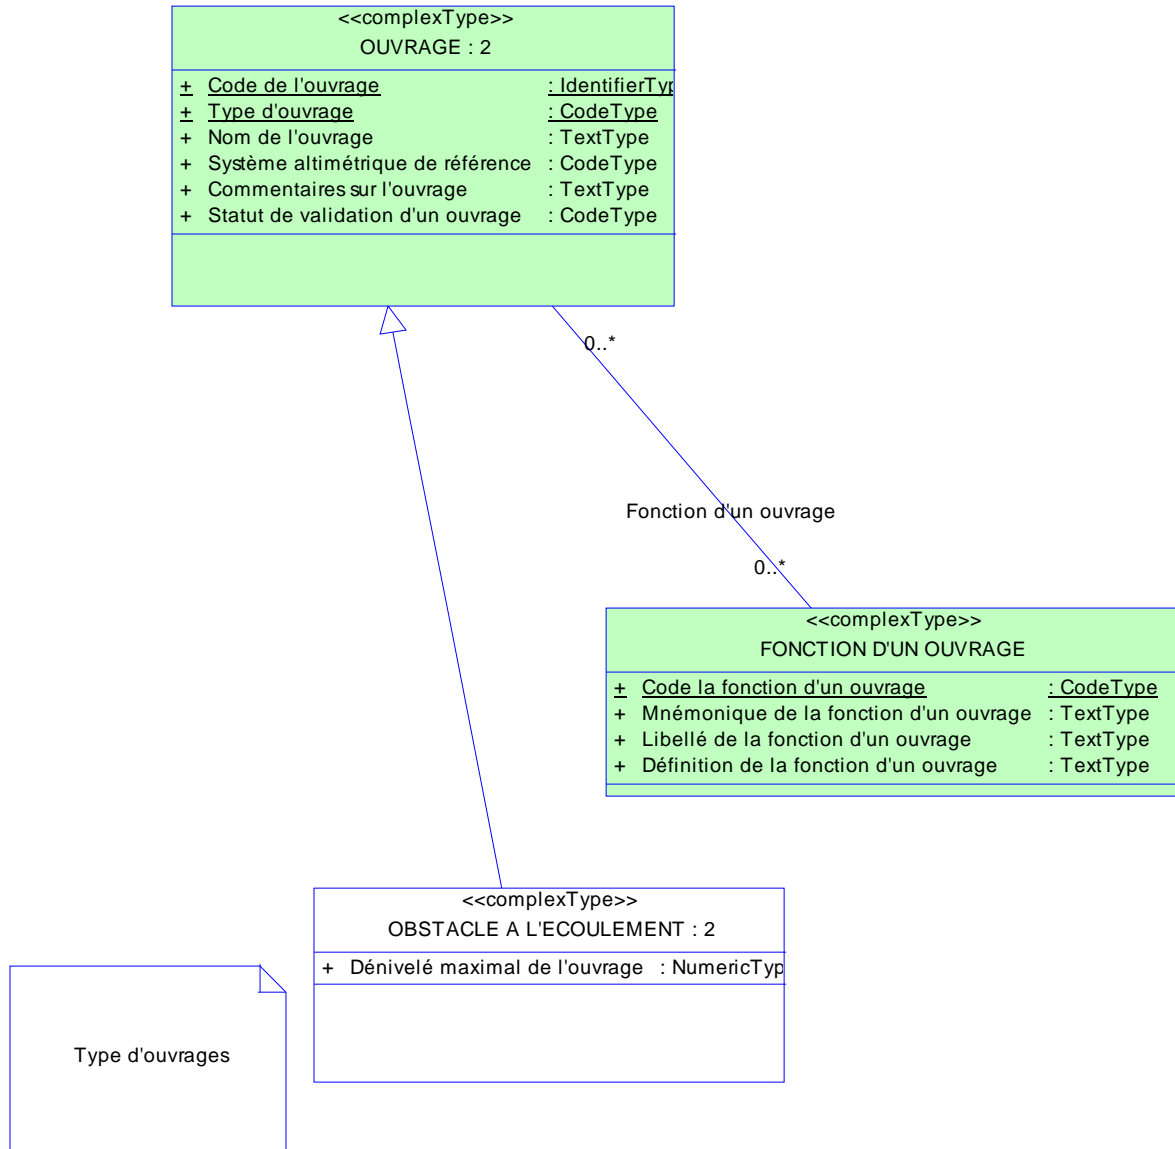 <<complexType>>
OUVRAGE : 2
+ Code de l'ouvrage : IdentifierTyp
+ Type d'ouvrage : CodeType
+ Nom de l'ouvrage : TextType
+ Système altimétrique de référence : CodeType
+ Commentaires sur l'ouvrage : TextType
+ Statut de validation d'un ouvrage : CodeType
0..*
Fonction d'un ouvrage
0..*
<<complexType>>
FONCTION D'UN OUVRAGE
+ Code la fonction d'un ouvrage : CodeType
+ Mnémonique de la fonction d'un ouvrage : TextType
+ Libellé de la fonction d'un ouvrage : TextType
+ Définition de la fonction d'un ouvrage : TextType
<<complexType>>
OBSTACLE A L'ECOULEMENT : 2
+ Dénivelé maximal de l'ouvrage : NumericTyp
Type d'ouvrages